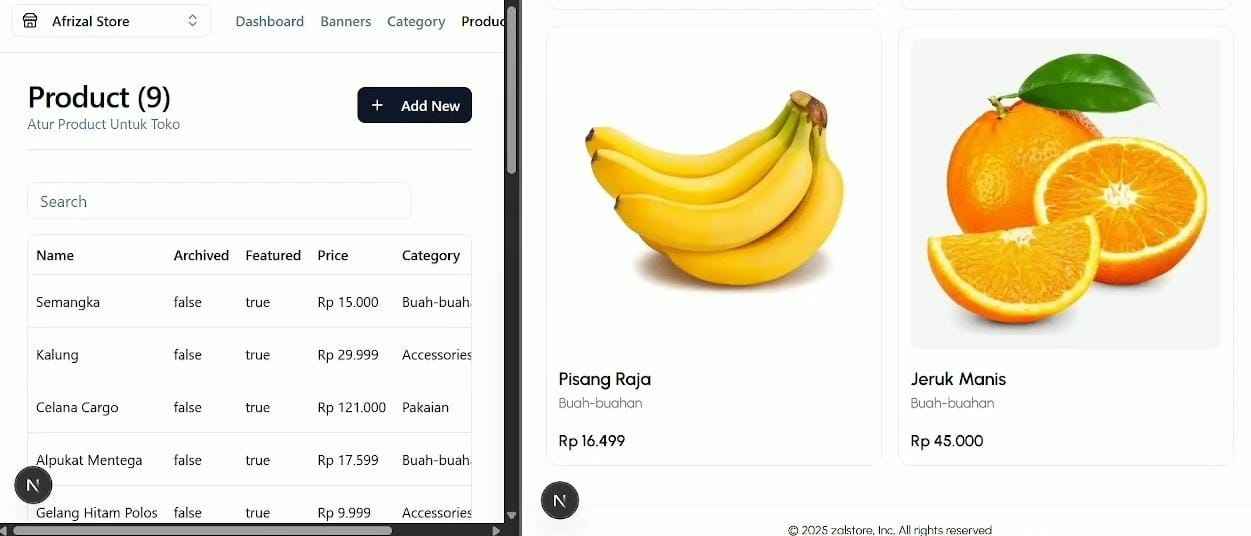 Afrizal Store Dashboard Banners Category Produc
Product (9)
Atur Product Untuk Toko
+ Add New
Search
Name Archived Featured Price Category
Semangka false true Rp 15.000 Buah-buah
Kalung false true Rp 29.999 Accessories
Celana Cargo false true Rp 121.000 Pakaian
Alpukat Mentega false true Rp 17.599 Buah-buah
Gelang Hitam Polos false true Rp 9.999 Accessories
N
Pisang Raja
Buah-buahan
Rp 16.499
Jeruk Manis
Buah-buahan
Rp 45.000
N
© 2025 zalstore, Inc, All rights reserved